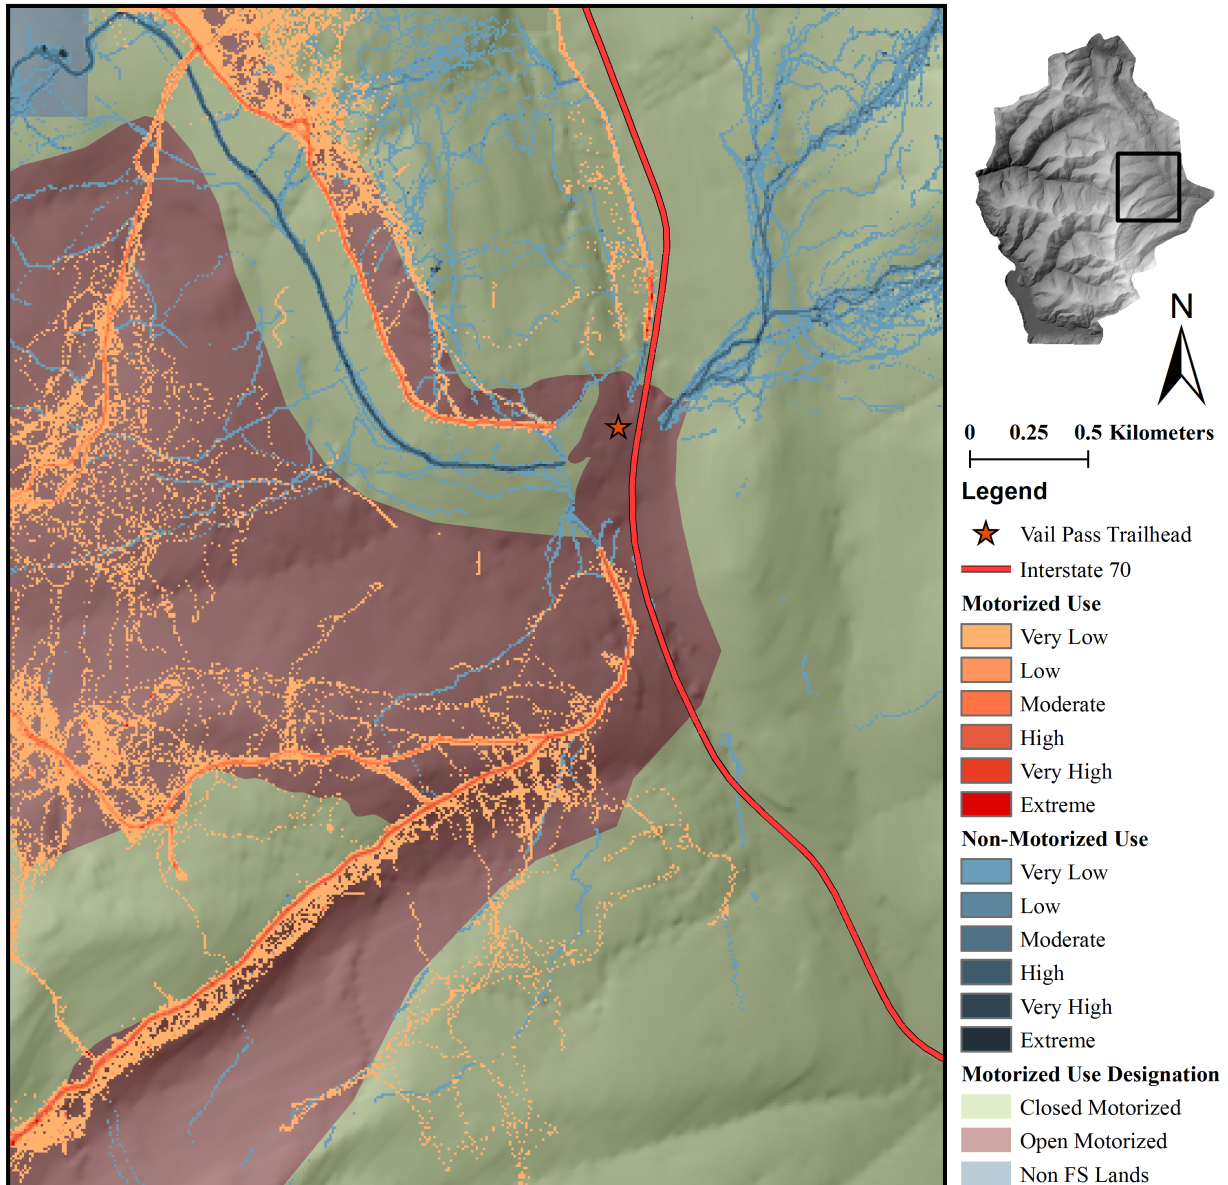 N
0 0.25 0.5 Kilometers
Legend
Vail Pass Trailhead
Interstate 70
Motorized Use
Very Low
Low
Moderate
High
Very High
Extreme
Non-Motorized Use
Very Low
Low
Moderate
High
Very High
Extreme
Motorized Use Designation
Closed Motorized
Open Motorized
Non FS Lands